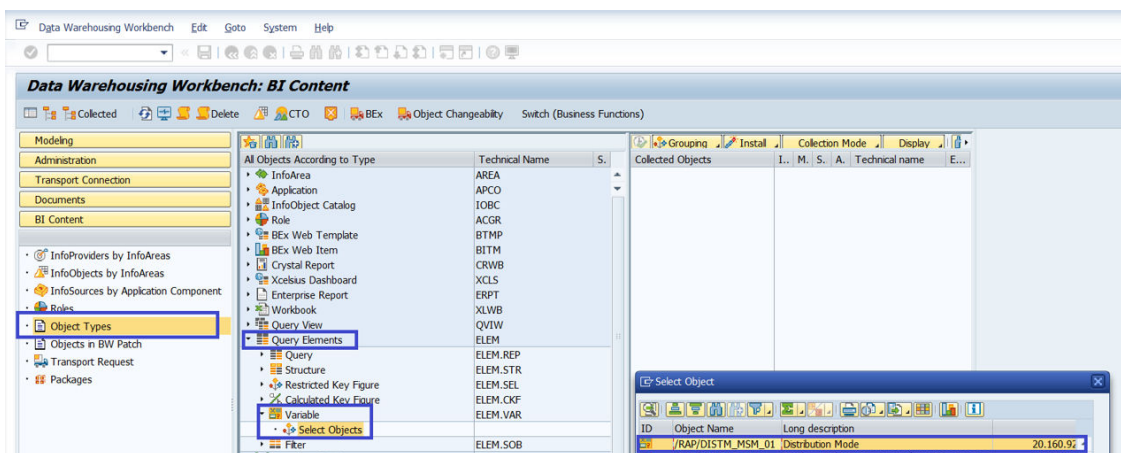 Data Warehousing Workbench Edit Goto System Help
Data Warehousing Workbench: BI Content
Collected Delete CTO BEx Object Changeability Switch (Business Functions)
Modeling
Administration
Transport Connection
Documents
BI Content
InfoProviders by InfoAreas
InfoObjects by InfoAreas
InfoSources by Application Component
Roles
Object Types
Objects in BW Patch
Transport Request
Packages
All Objects According to Type Technical Name S.
InfoArea AREA
Application APCO
InfoObject Catalog IOBC
Role ACGR
BEx Web Template BTMP
BEx Web Item BITM
Crystal Report CRWB
Xcelsius Dashboard XCLS
Enterprise Report ERPT
Workbook XLWB
Query View QVIW
Query Elements ELEM
Query ELEM.REP
Structure ELEM.STR
Restricted Key Figure ELEM.SEL
Calculated Key Figure ELEM.CKF
Variable ELEM.VAR
Select Objects
Filter ELEM.SOB
Grouping Install Collection Mode Display
Collected Objects I.. M. S. A. Technical name E...
Select Object
ID Object Name Long description
/RAP/DISTM_MSM_01 Distribution Mode 20.160.92